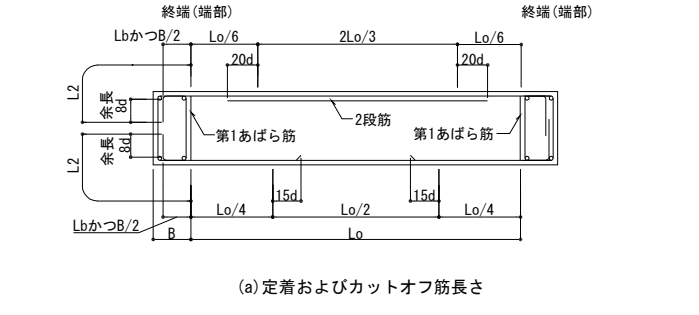 終端(端部)
終端(端部)
LbかつB/2
Lo/6
2Lo/3
Lo/6
20d
20d
L2
余長
8d
2段筋
第1あばら筋
第1あばら筋
L2
余長
8d
15d
15d
Lo/4
Lo/2
Lo/4
LbかつB/2
B
Lo
(a)定着およびカットオフ筋長さ